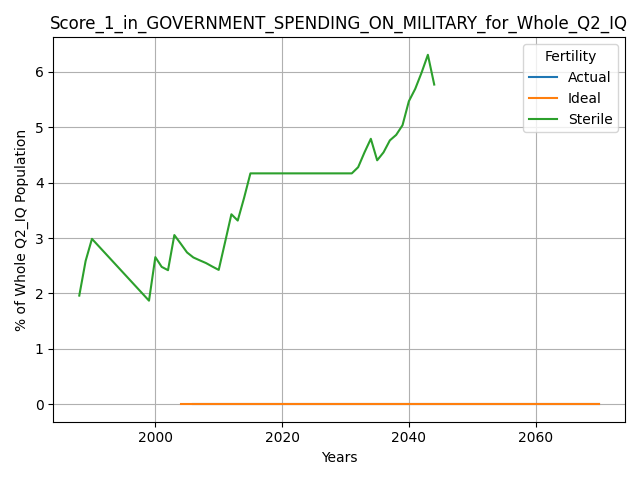 Score_1_in_GOVERNMENT_SPENDING_ON_MILITARY_for_Whole_Q2_IQ
Fertility
Actual
Ideal
Sterile
% of Whole Q2_IQ Population
6
5
4
3
2
1
0
2000 2020 2040 2060
Years